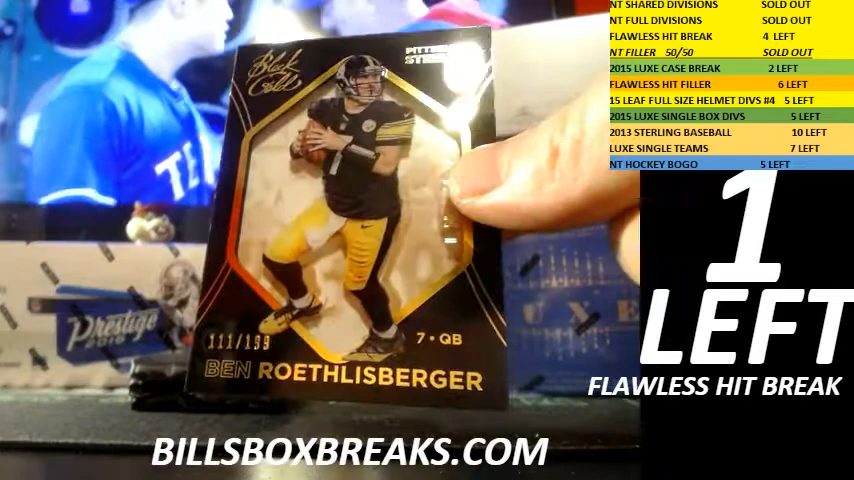 NT SHARED DIVISIONS SOLD OUT
NT FULL DIVISIONS SOLD OUT
FLAWLESS HIT BREAK 4 LEFT
NT FILLER 50/50 SOLD OUT
2015 LUXE CASE BREAK 2 LEFT
FLAWLESS HIT FILLER 6 LEFT
15 LEAF FULL SIZE HELMET DIVS #4 5 LEFT
2015 LUXE SINGLE BOX DIVS 5 LEFT
2013 STERLING BASEBALL 10 LEFT
LUXE SINGLE TEAMS 7 LEFT
NT HOCKEY BOGO 5 LEFT
Black
Gold
TE
Prestige
1
LEFT
FLAWLESS HIT BREAK
111/199
7 • QB
BEN ROETHLISBERGER
BILLSBOXBREAKS.COM